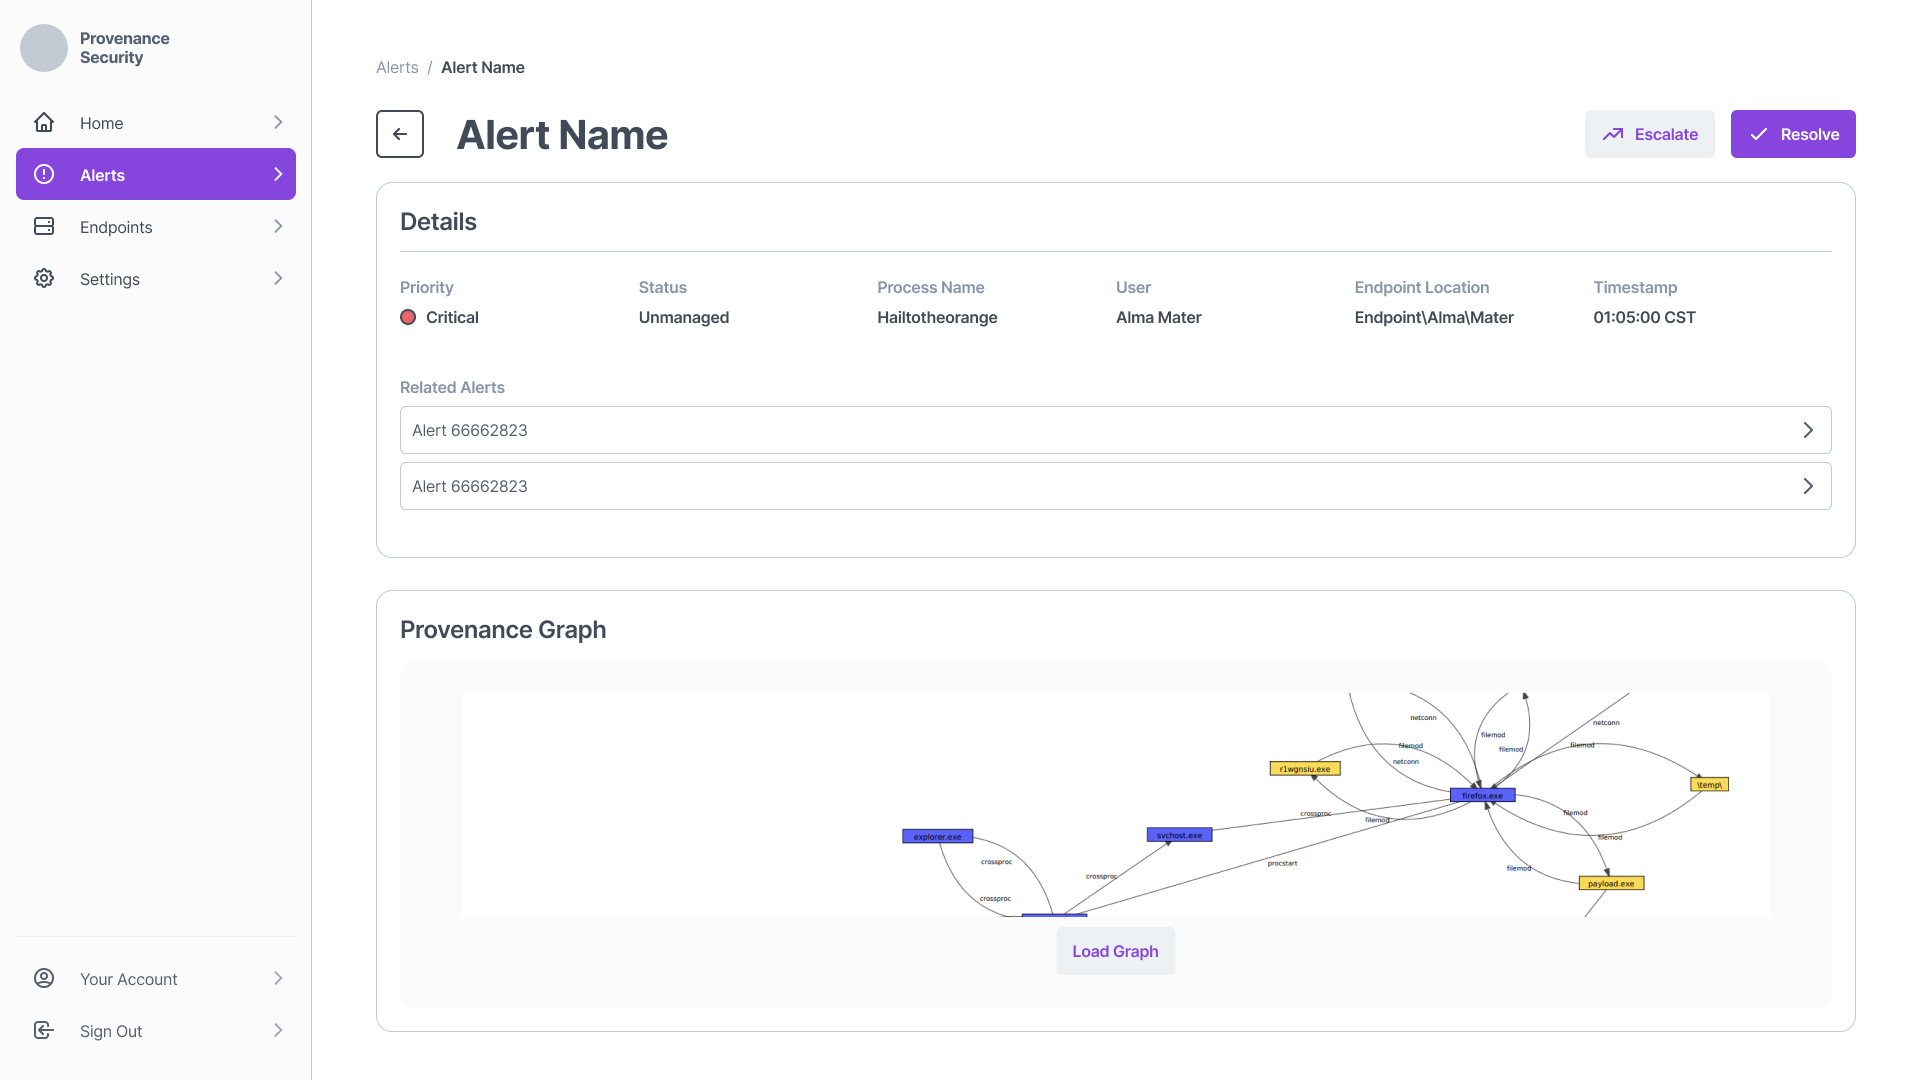 Provenance
Security
Home
Alerts
Endpoints
Settings
Your Account
Sign Out
Alerts / Alert Name
Alert Name
Escalate
Resolve
Details
Priority
Critical
Status
Unmanaged
Process Name
Hailtotheorange
User
Alma Mater
Endpoint Location
Endpoint\Alma\Mater
Timestamp
01:05:00 CST
Related Alerts
Alert 66662823
Alert 66662823
Provenance Graph
netconn
netconn
filemod
filemod
filemod
filemod
netconn
r1wgnsiu.exe
\temp\
firefox.exe
crossproc
filemod
filemod
explorer.exe
svchost.exe
filemod
crossproc
procstart
filemod
crossproc
payload.exe
crossproc
Load Graph